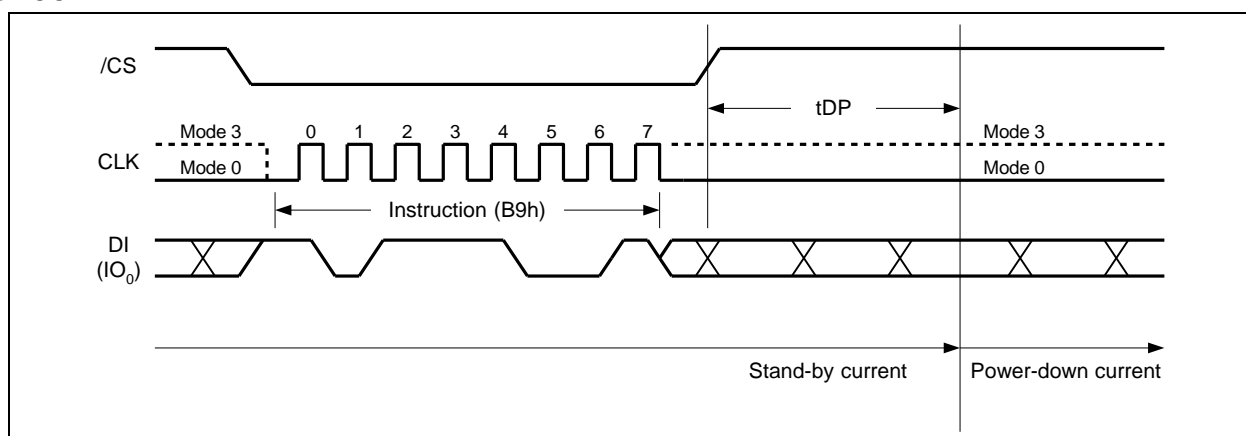 /CS
tDP
Mode 3 0 1 2 3 4 5 6 7 Mode 3
CLK
Mode 0 Mode 0
Instruction (B9h)
DI
(IO0)
Stand-by current Power-down current